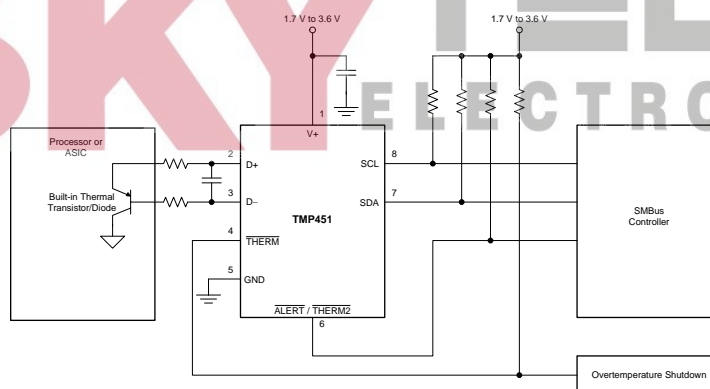 1.7 V to 3.6 V
1.7 V to 3.6 V
SKY
ELECTRO
1
V+
Processor or
ASIC
Built-in Thermal
Transistor/Diode
2
D+
3
D−
TMP451
4
THERM
5
GND
ALERT / THERM2
6
SCL
8
SDA
7
SMBus
Controller
Overtemperature Shutdown